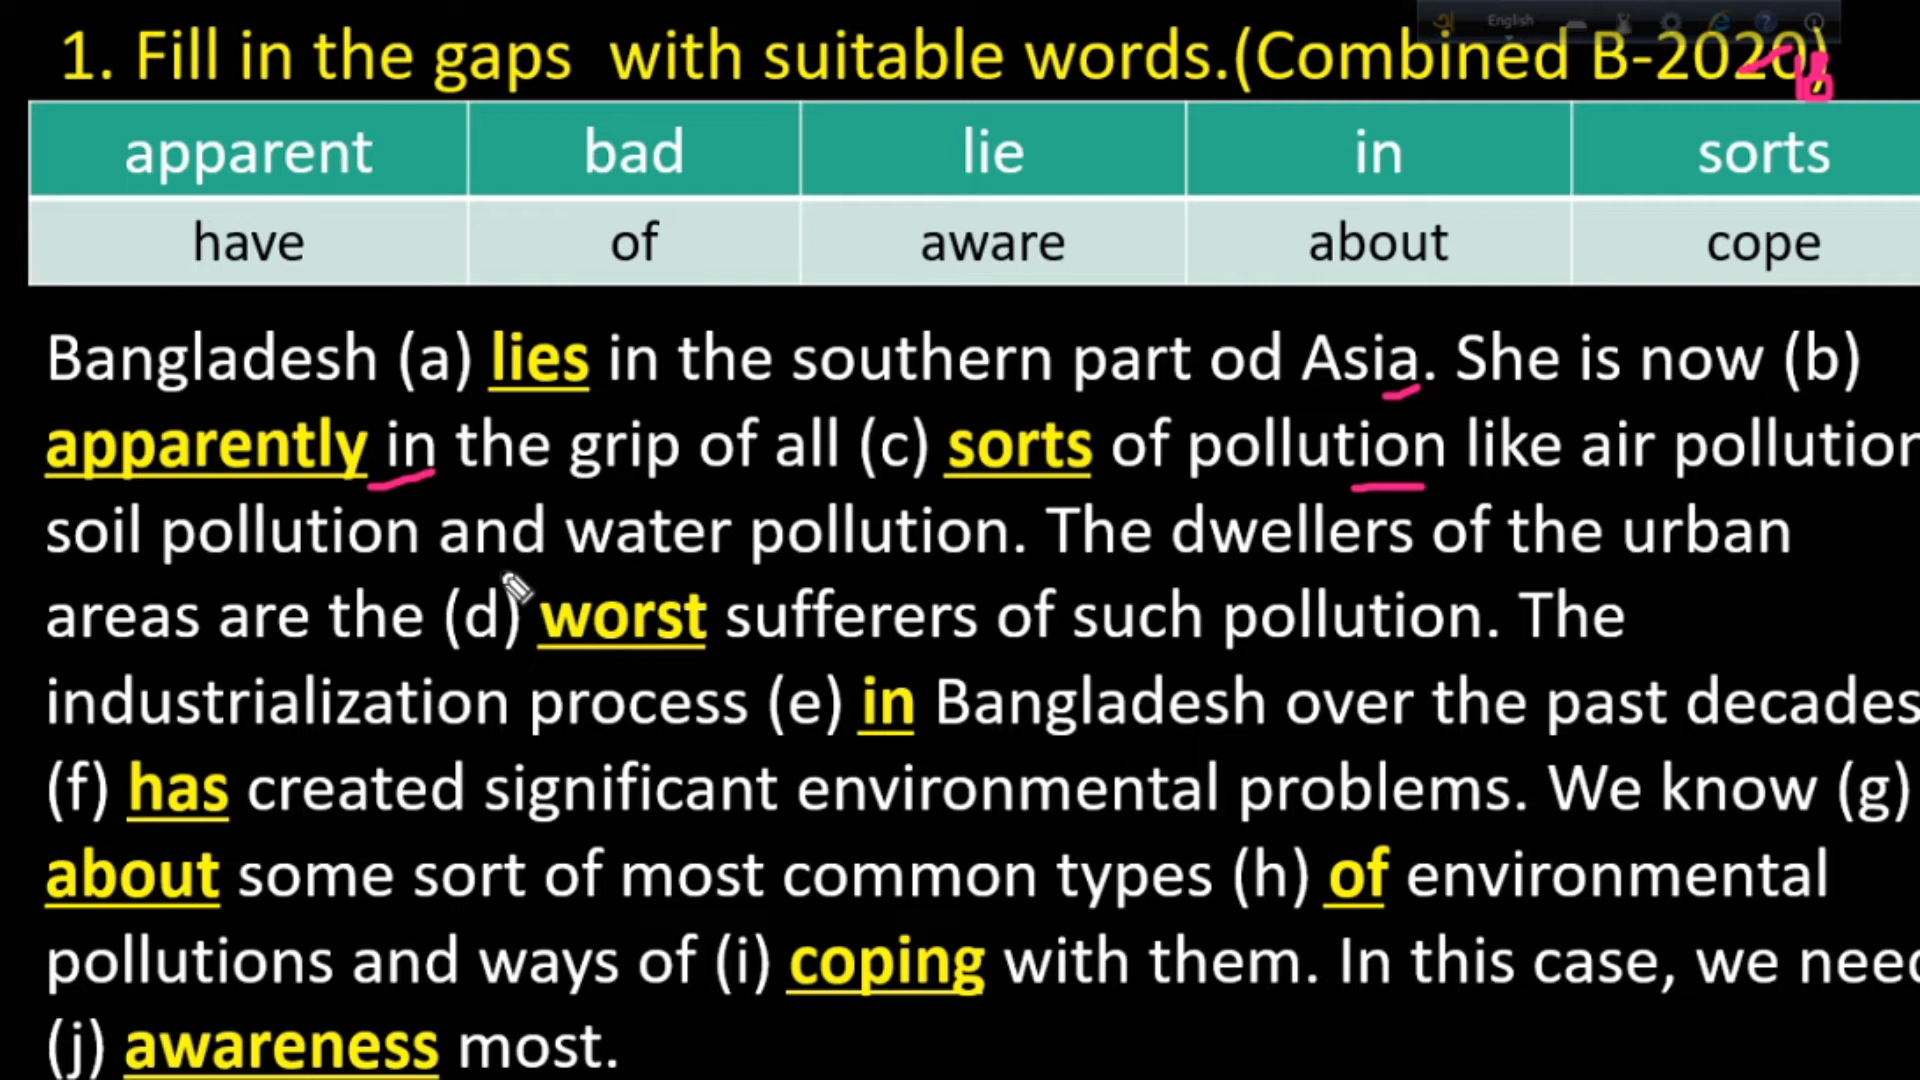 English
1. Fill in the gaps with suitable words.(Combined B-2020)
apparent bad lie in sorts
have of aware about cope
Bangladesh (a) lies in the southern part od Asia. She is now (b)
apparently in the grip of all (c) sorts of pollution like air pollution
soil pollution and water pollution. The dwellers of the urban
areas are the (d) worst sufferers of such pollution. The
industrialization process (e) in Bangladesh over the past decades
(f) has created significant environmental problems. We know (g)
about some sort of most common types (h) of environmental
pollutions and ways of (i) coping with them. In this case, we need
(j) awareness most.